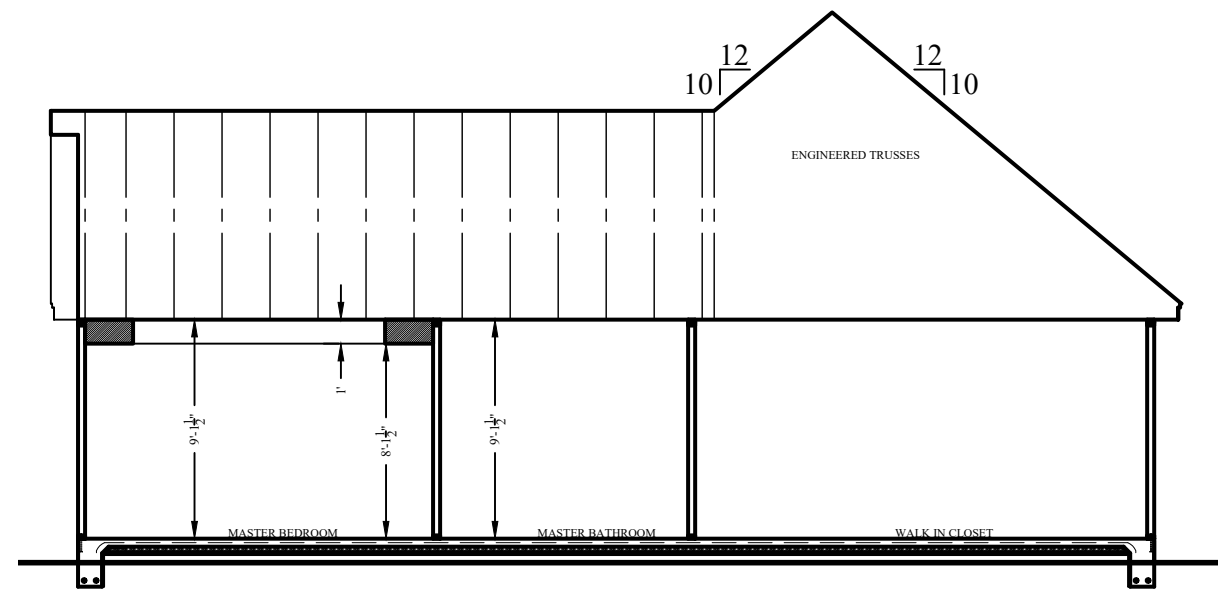 12
10
12
10
ENGINEERED TRUSSES
1'
9'-1½"
8'-1½"
9'-1½"
MASTER BEDROOM
MASTER BATHROOM
WALK IN CLOSET